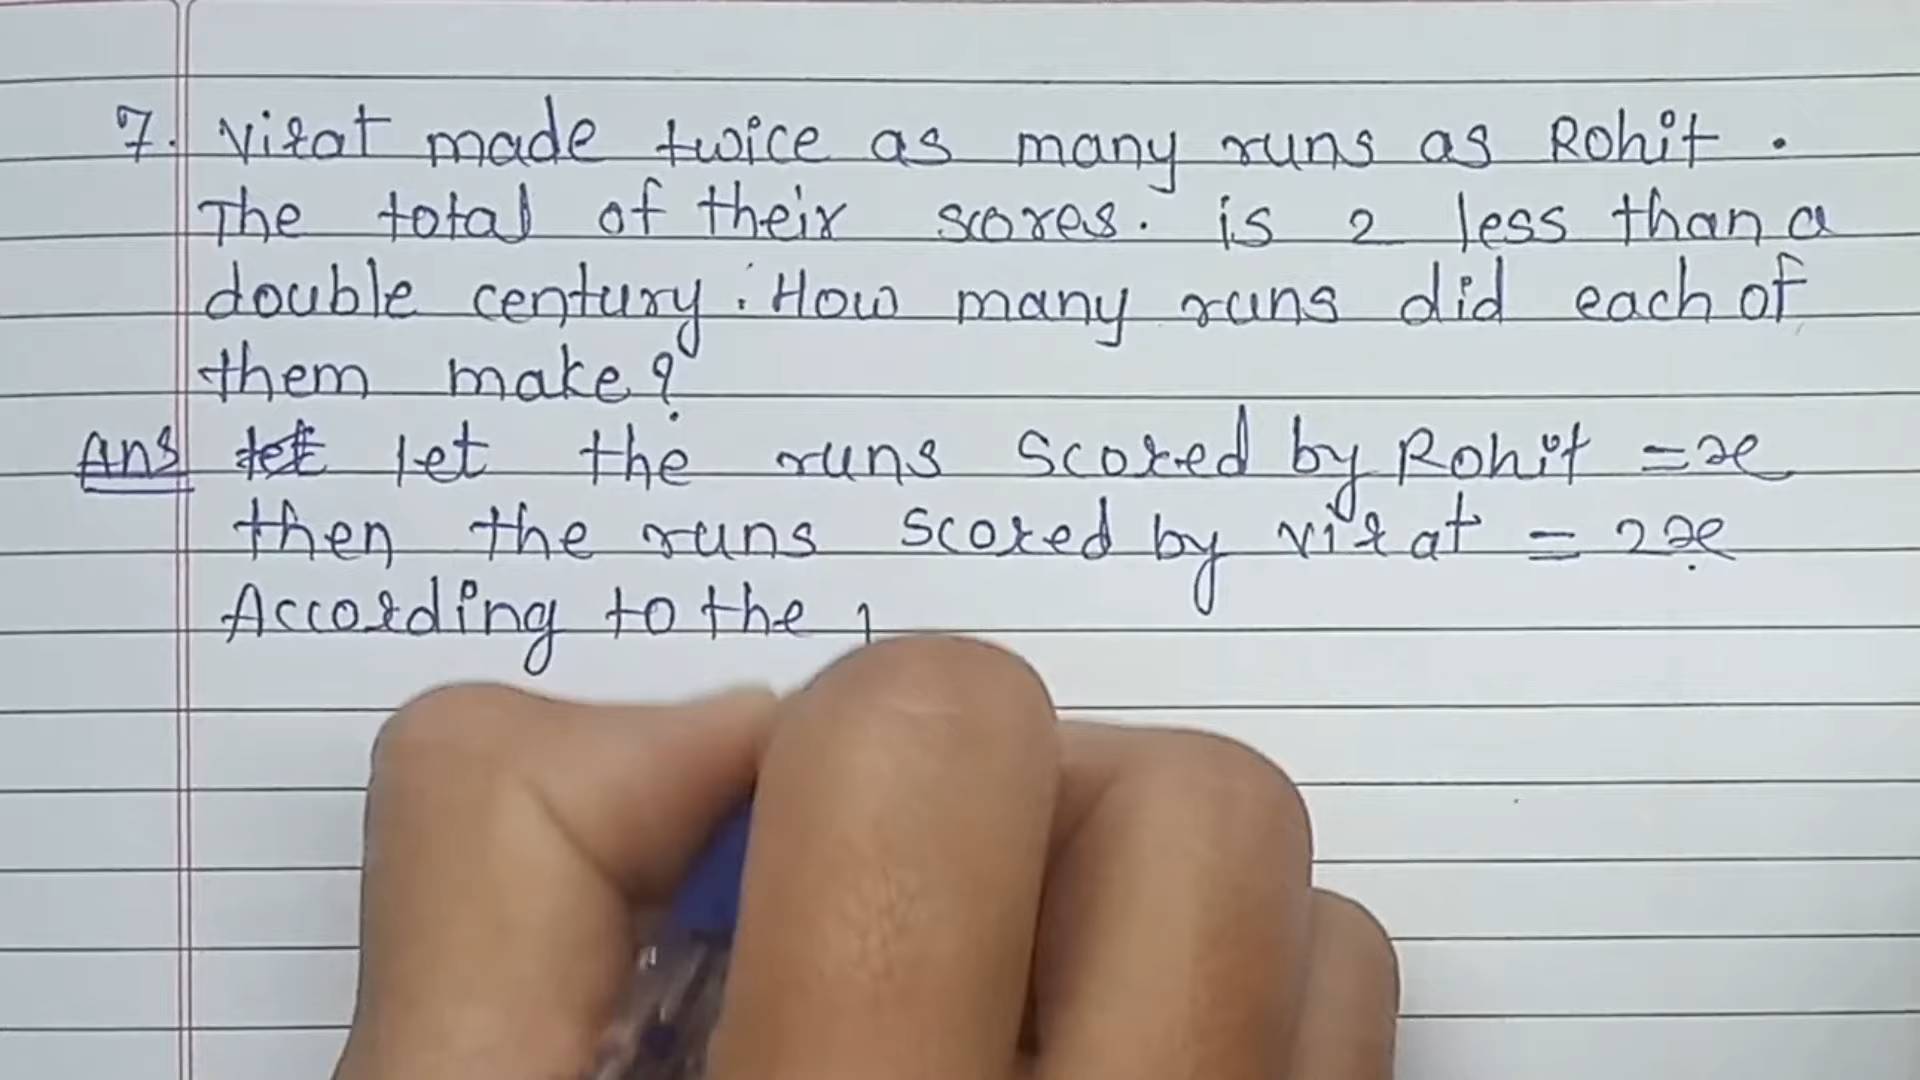 7. Virat made twice as many runs as Rohit.
The total of their scores. is 2 less than a
double century. How many runs did each of
them make?
Ans let the runs scored by Rohit = x
then the runs scored by virat = 2x
According to the